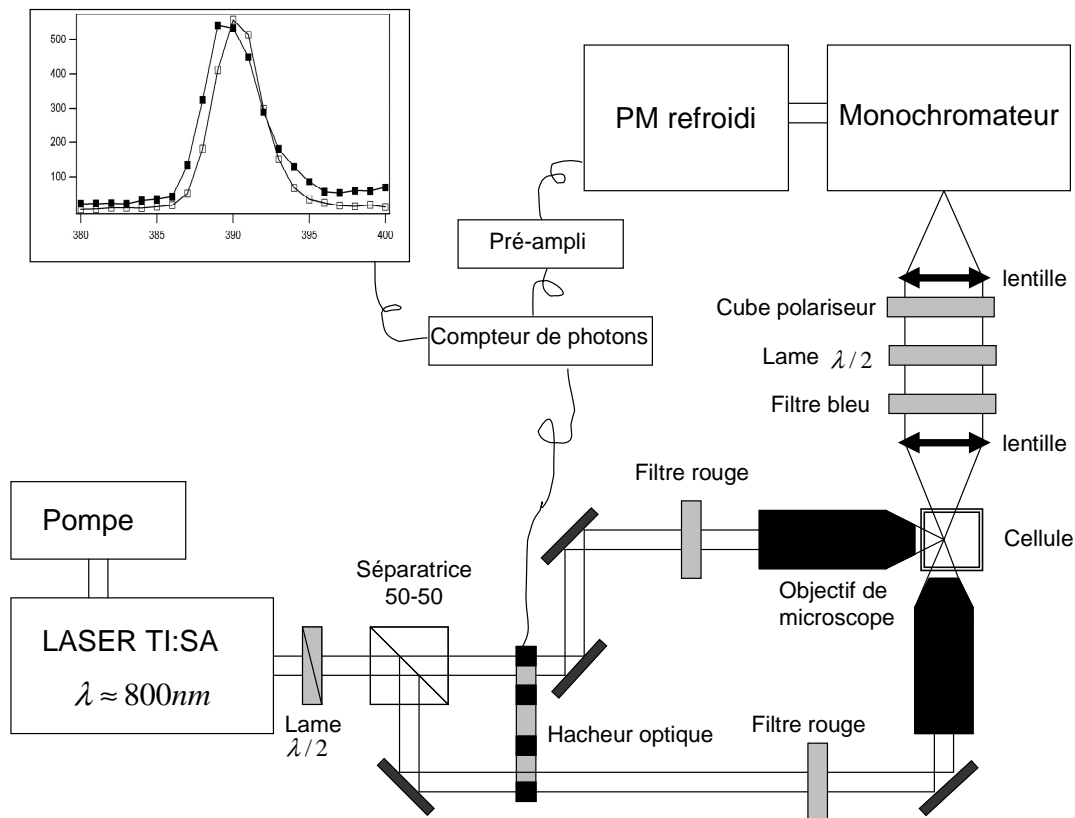 500
400
300
200
100
380
385
390
395
400
PM refroidi
Monochromateur
Pré-ampli
Compteur de photons
lentille
Cube polariseur
Lame λ/2
Filtre bleu
lentille
Filtre rouge
Cellule
Objectif de
microscope
Pompe
Séparatrice
50-50
LASER TI:SA
λ ≈ 800nm
Lame
λ/2
Hacheur optique
Filtre rouge